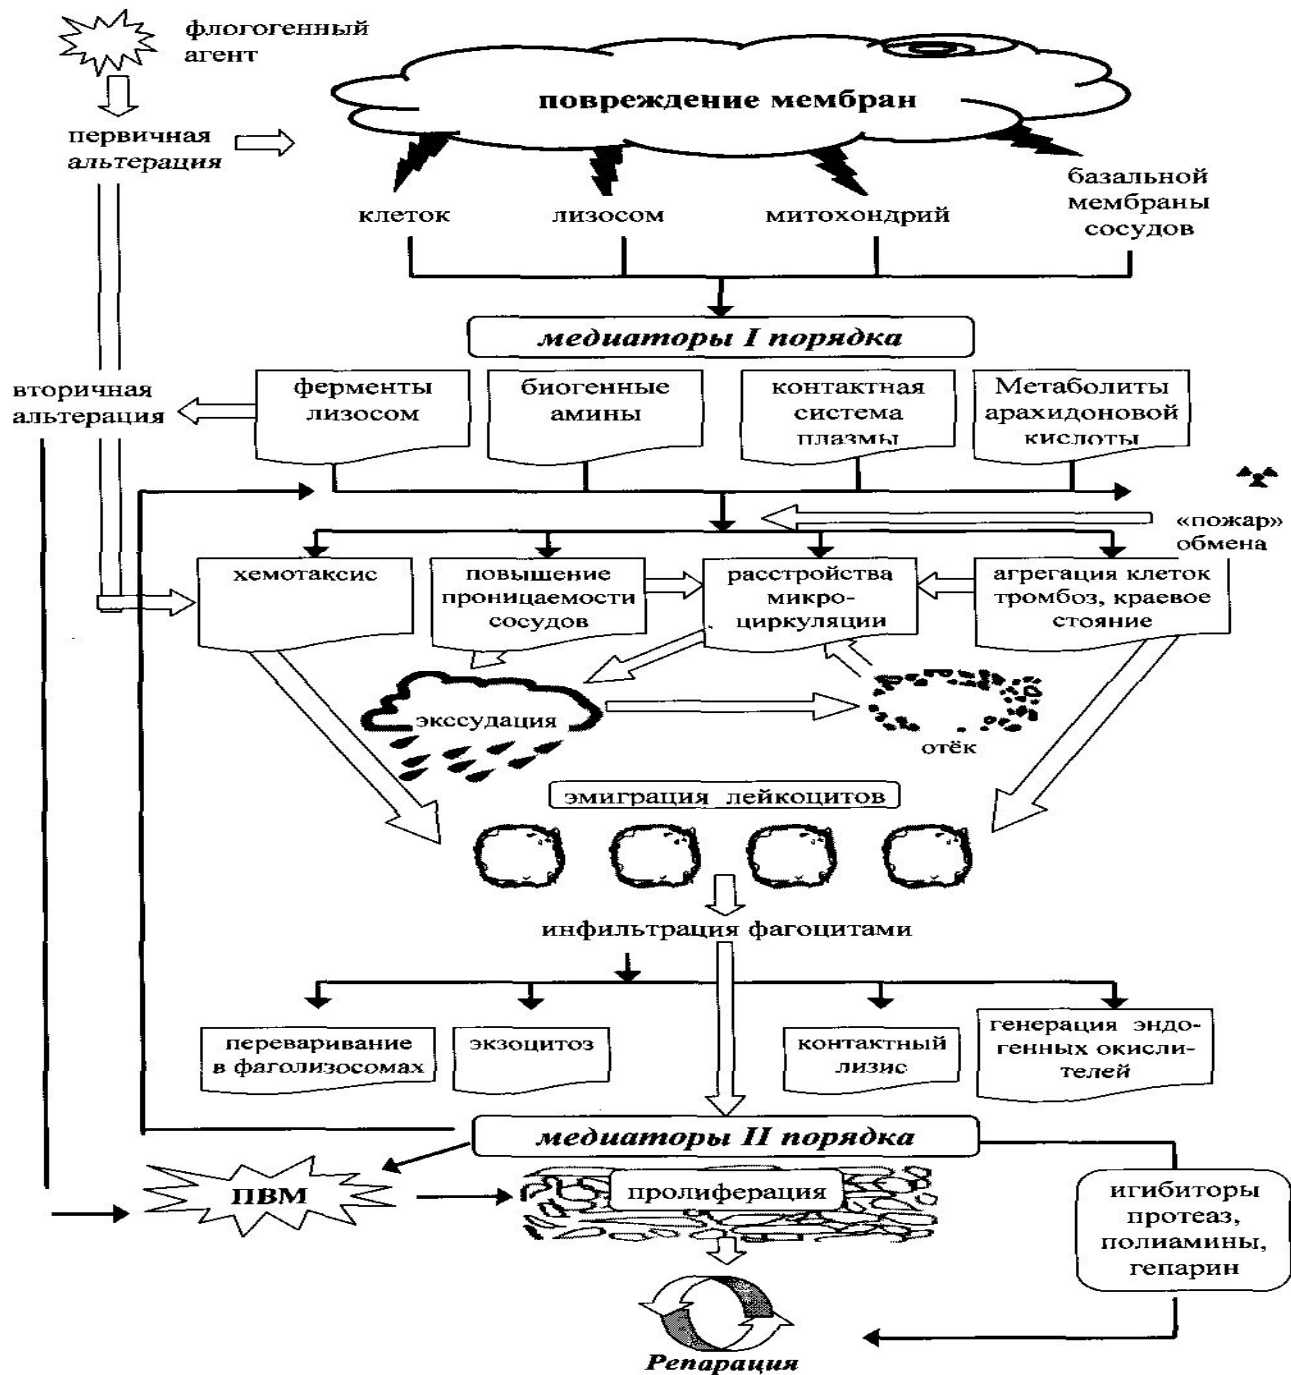 флогогенный
агент
повреждение мембран
первичная
альтерация
клеток
лизосом
митохондрий
базальной
мембраны
сосудов
медиаторы I порядка
вторичная
альтерация
ферменты
лизосом
биогенные
амины
контактная
система
плазмы
Метаболиты
арахидоновой
кислоты
«пожар»
обмена
хемотаксис
повышение
проницаемости
сосудов
расстройства
микро-
циркуляции
агрегация клеток
тромбоз, краевое
стояние
экссудация
отёк
эмиграция лейкоцитов
инфильтрация фагоцитами
переваривание
в фаголизосомах
экзоцитоз
контактный
лизис
генерация эндо-
генных окисли-
телей
медиаторы II порядка
ПВМ
пролиферация
игибиторы
протеаз,
полиамины,
гепарин
Репарация